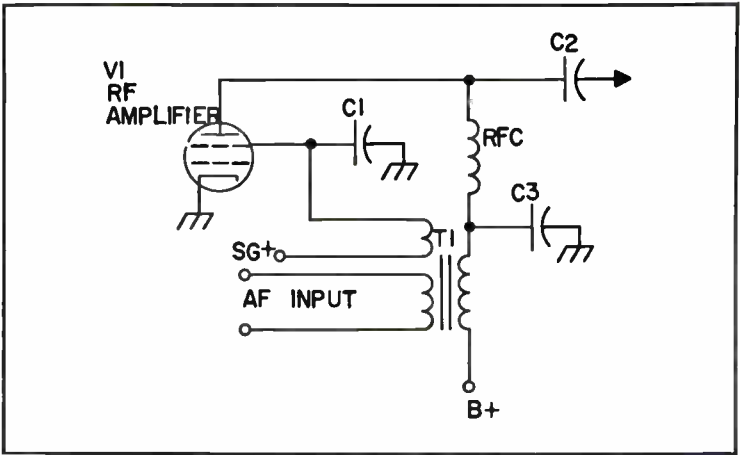 V1
RF
AMPLIFIER
C1
C2
RFC
C3
SG+
T1
AF INPUT
B+